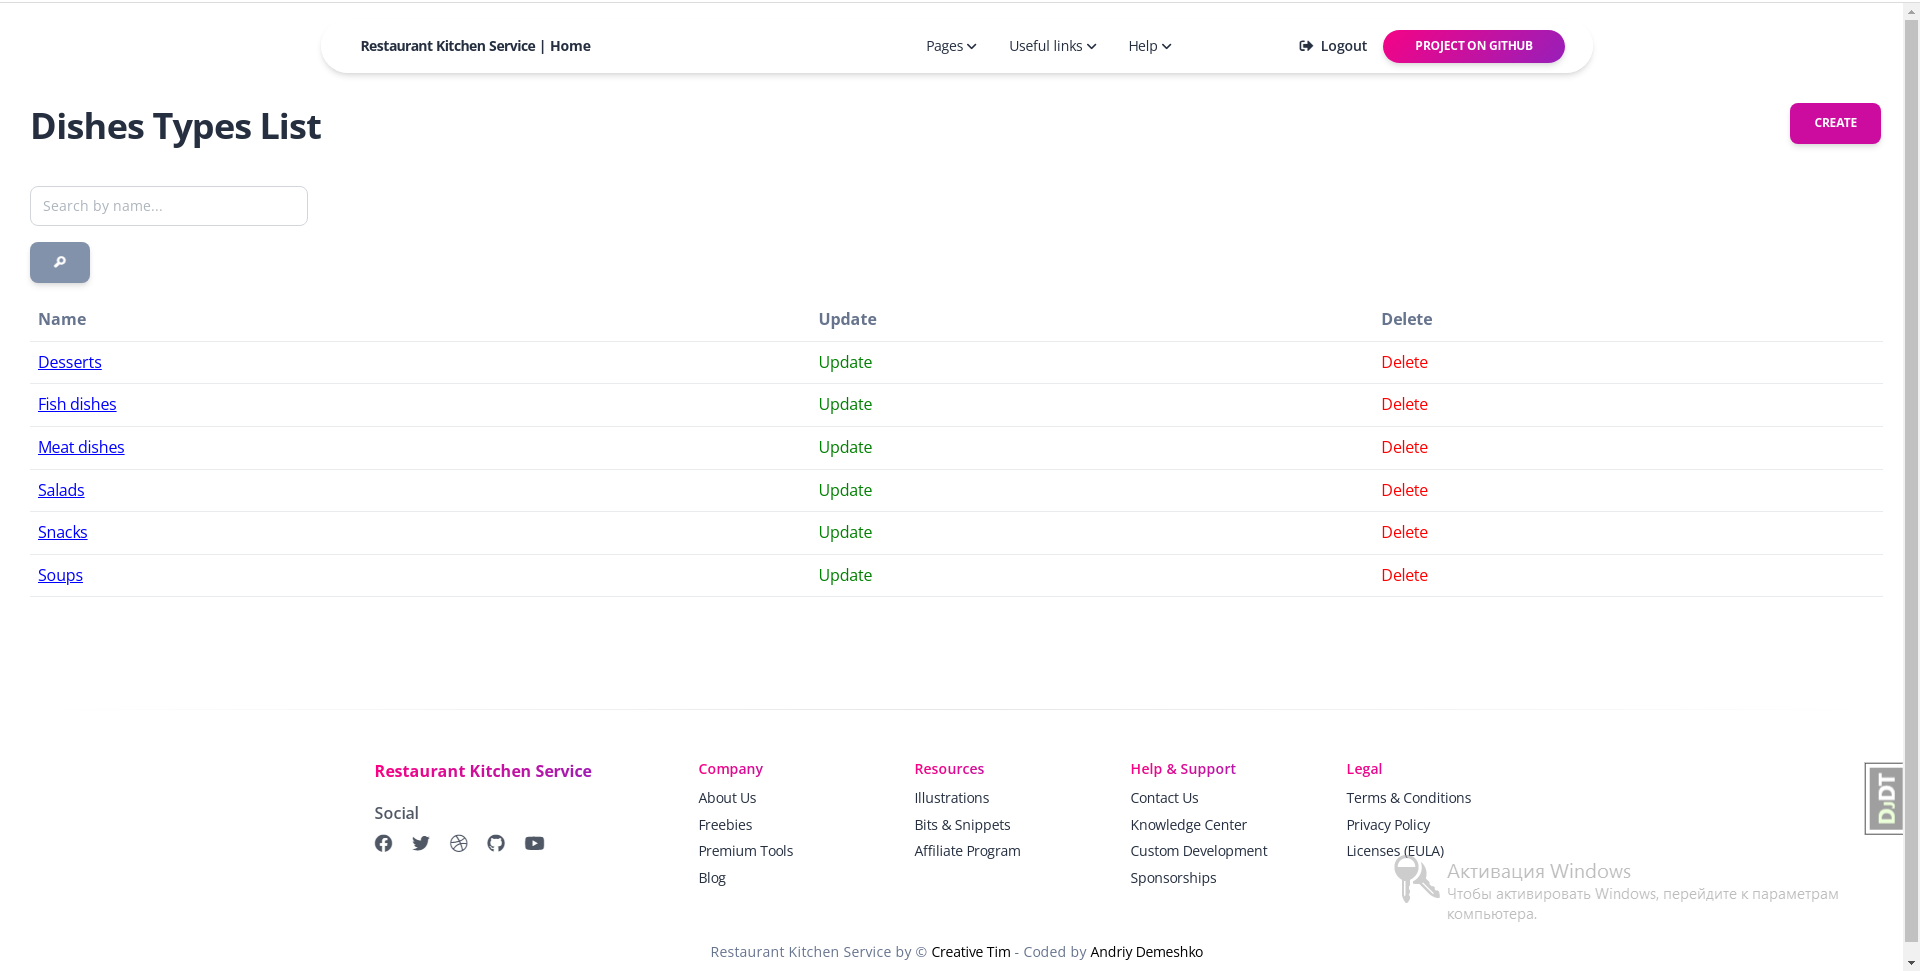 Restaurant Kitchen Service | Home Pages Useful links Help Logout PROJECT ON GITHUB
Dishes Types List CREATE
Search by name...
Name Update Delete
Desserts Update Delete
Fish dishes Update Delete
Meat dishes Update Delete
Salads Update Delete
Snacks Update Delete
Soups Update Delete
Restaurant Kitchen Service
Social
Company
About Us
Freebies
Premium Tools
Blog
Resources
Illustrations
Bits & Snippets
Affiliate Program
Help & Support
Contact Us
Knowledge Center
Custom Development
Sponsorships
Legal
Terms & Conditions
Privacy Policy
Licenses (EULA)
DJDT
Активация Windows
Чтобы активировать Windows, перейдите к параметрам
компьютера.
Restaurant Kitchen Service by © Creative Tim - Coded by Andriy Demeshko